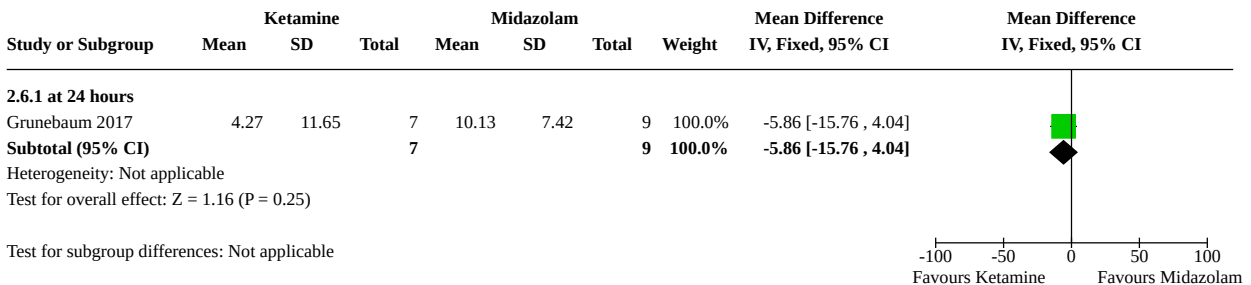 Ketamine Midazolam Mean Difference Mean Difference
Study or Subgroup Mean SD Total Mean SD Total Weight IV, Fixed, 95% CI IV, Fixed, 95% CI
2.6.1 at 24 hours
Grunebaum 2017 4.27 11.65 7 10.13 7.42 9 100.0% -5.86 [-15.76 , 4.04]
Subtotal (95% CI) 7 9 100.0% -5.86 [-15.76 , 4.04]
Heterogeneity: Not applicable
Test for overall effect: Z = 1.16 (P = 0.25)
Test for subgroup differences: Not applicable
-100 -50 0 50 100
Favours Ketamine Favours Midazolam